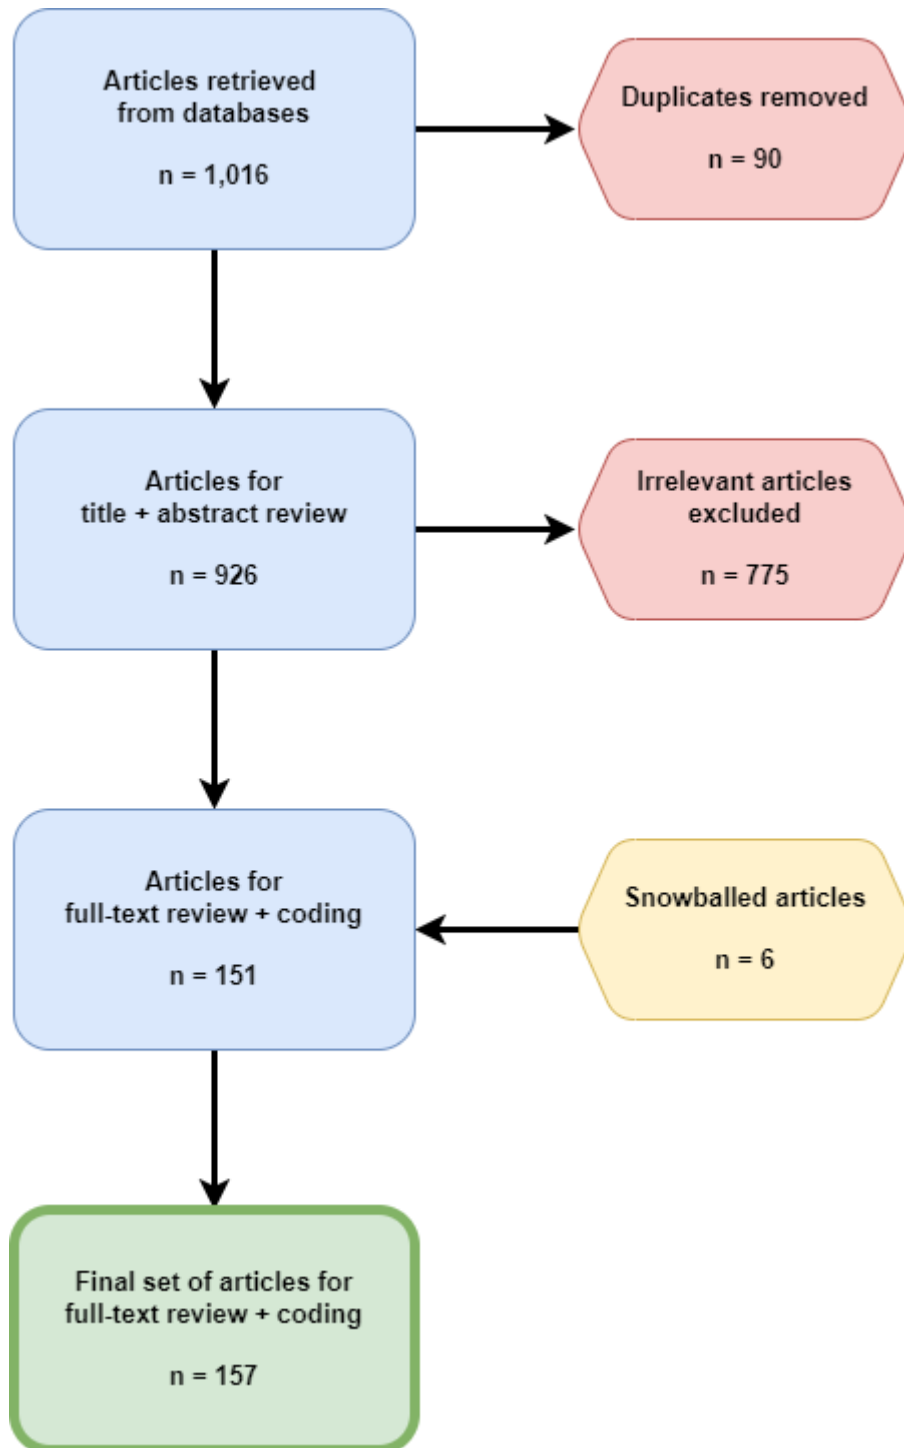 Articles retrieved
from databases
n = 1,016
Duplicates removed
n = 90
Articles for
title + abstract review
n = 926
Irrelevant articles
excluded
n = 775
Articles for
full-text review + coding
n = 151
Snowballed articles
n = 6
Final set of articles for
full-text review + coding
n = 157